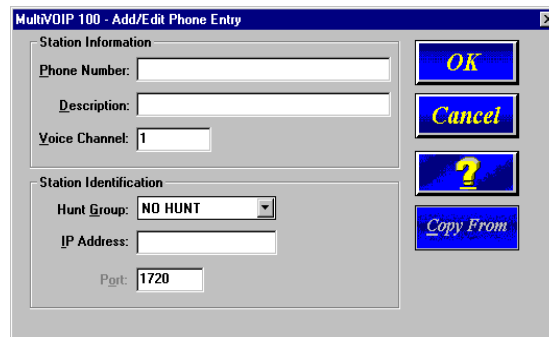 MultiVOIP 100 - Add/Edit Phone Entry
Station Information
Phone Number:
Description:
Voice Channel: 1
Station Identification
Hunt Group: NO HUNT
IP Address:
Port: 1720
OK
Cancel
?
Copy From